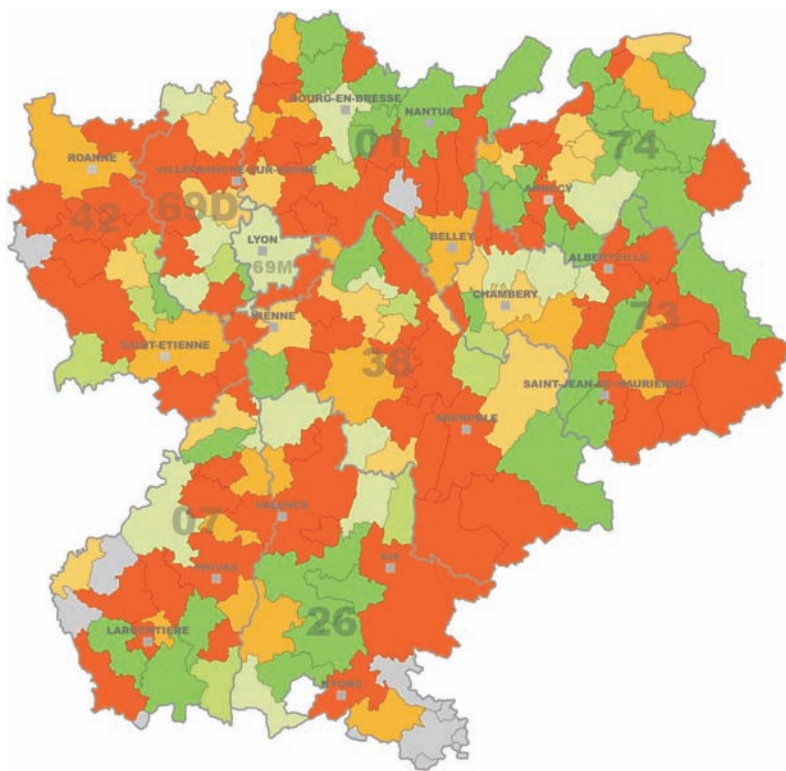 BOURG-EN-BRESSE
NANTUA
01
74
ROANNE
VILLEFRANCHE-SUR-SAONE
ANNECY
42
69D
LYON
BELLEY
69M
ALBERTVILLE
CHAMBERY
VIENNE
73
SAINT-ETIENNE
38
SAINT-JEAN-DE-MAURIENNE
GRENOBLE
07
VALENCE
DIE
PRIVAS
26
LARGENTIERE
NYONS